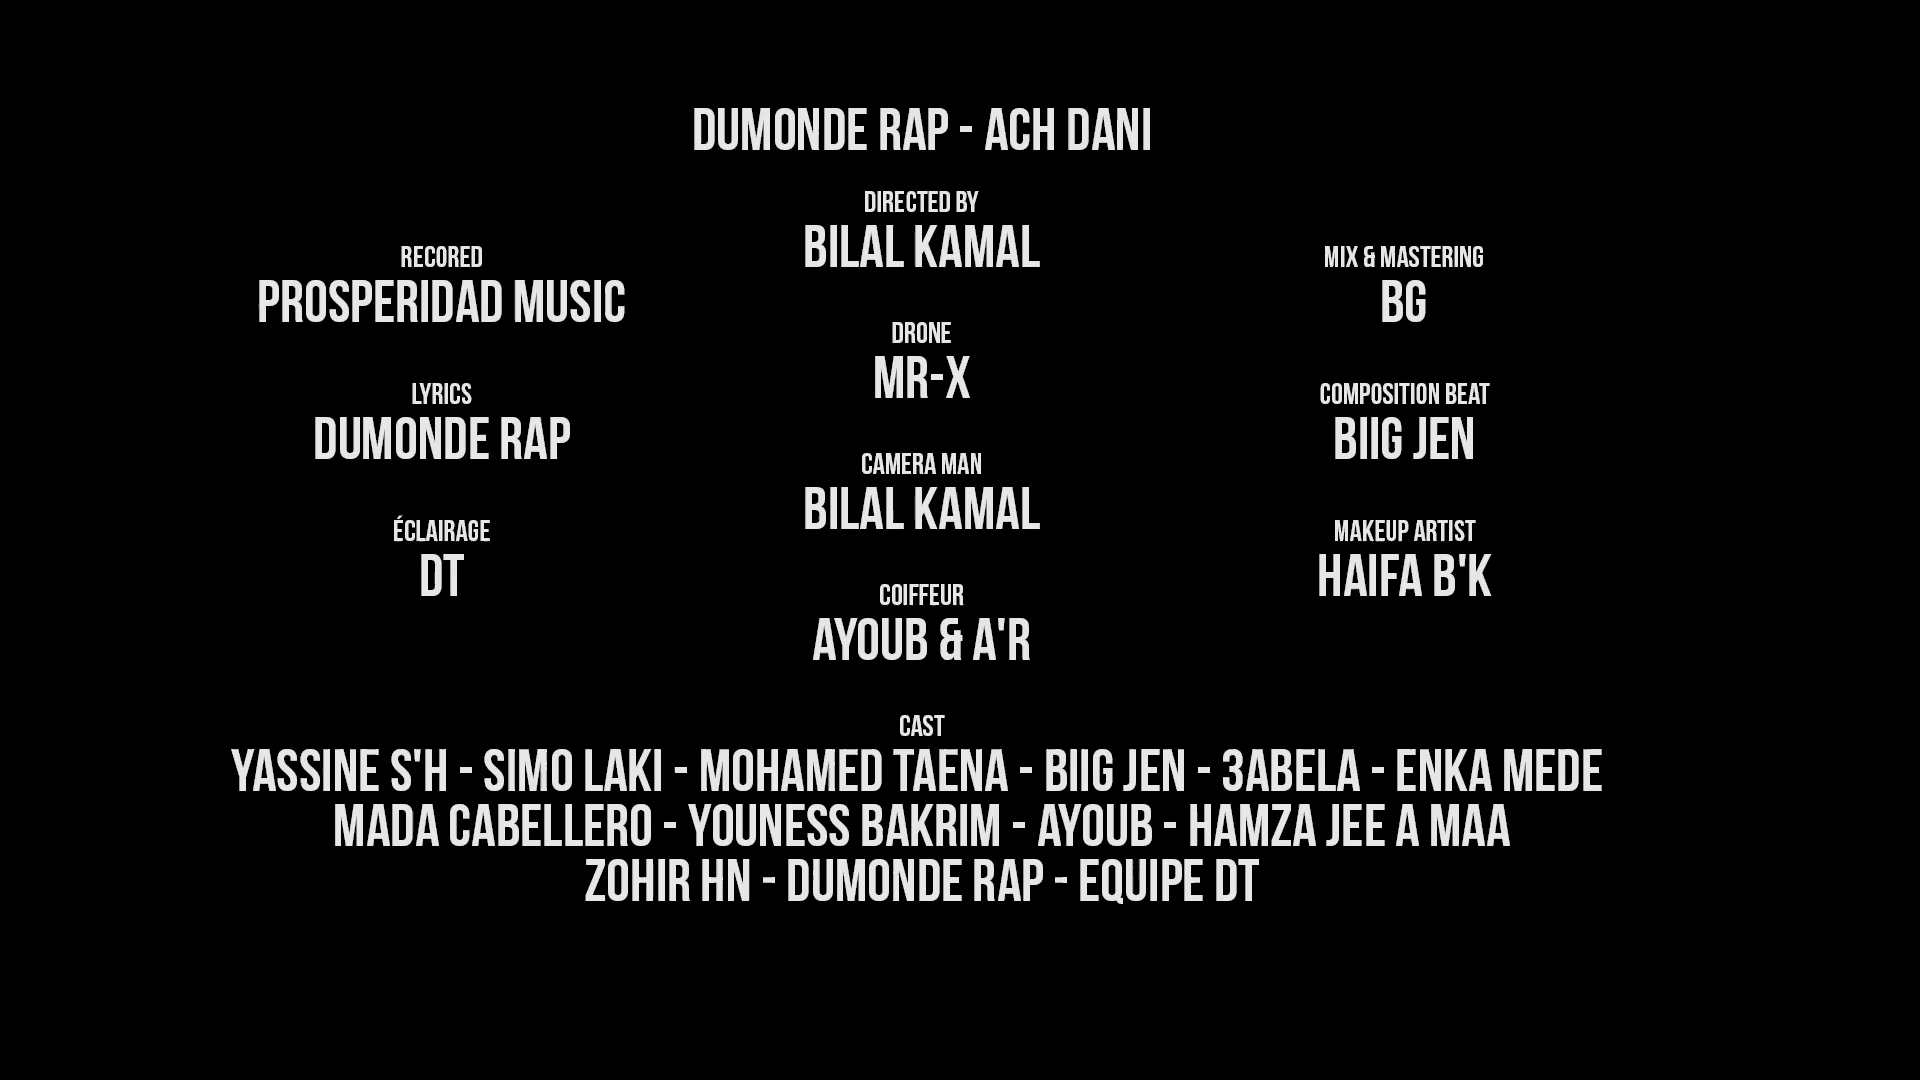 DUMONDE RAP - ACH DANI
DIRECTED BY
BILAL KAMAL
RECORED
PROSPERIDAD MUSIC
MIX & MASTERING
BG
DRONE
MR-X
LYRICS
DUMONDE RAP
COMPOSITION BEAT
BIIG JEN
CAMERA MAN
BILAL KAMAL
ÉCLAIRAGE
DT
MAKEUP ARTIST
HAIFA B'K
COIFFEUR
AYOUB & A'R
CAST
YASSINE S'H - SIMO LAKI - MOHAMED TAENA - BIIG JEN - 3ABELA - ENKA MEDE
MADA CABELLERO - YOUNESS BAKRIM - AYOUB - HAMZA JEE A MAA
ZOHIR HN - DUMONDE RAP - EQUIPE DT